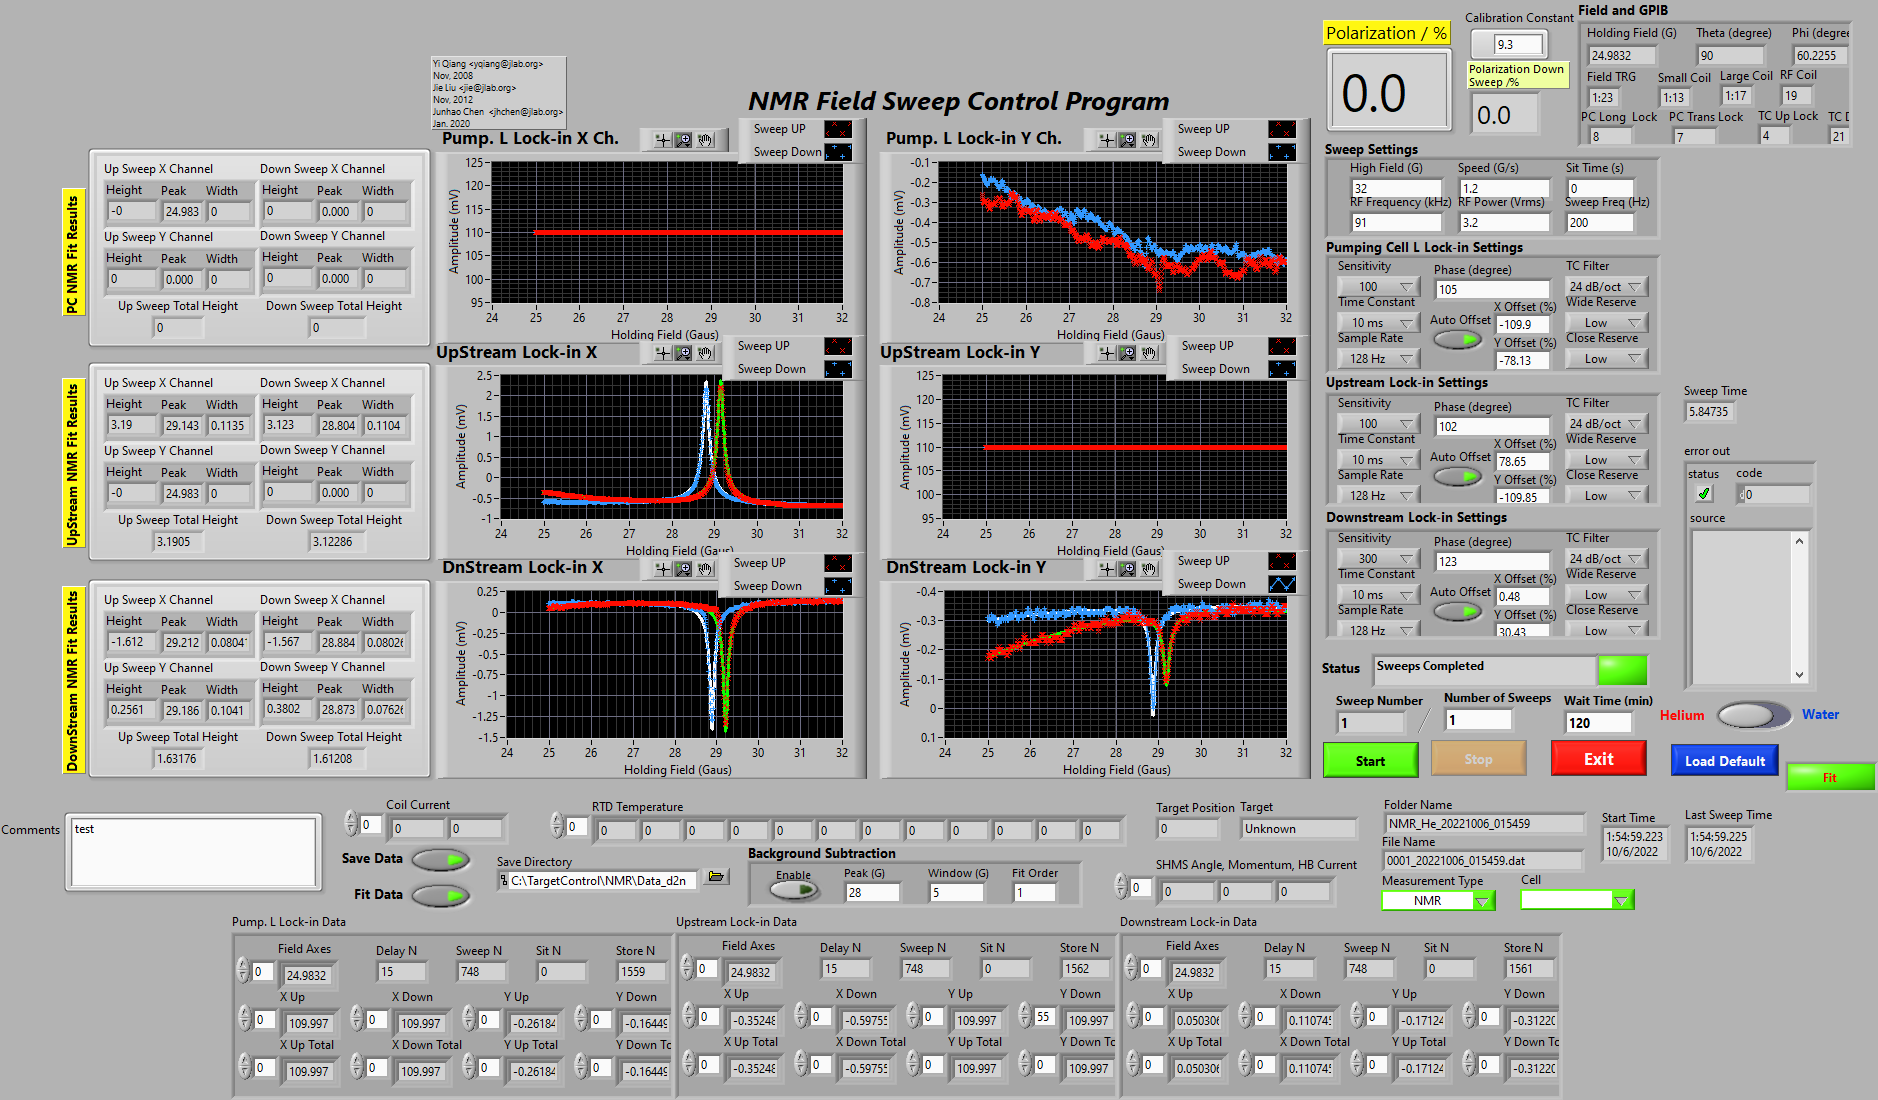 Yi Qiang <yqiang@jlab.org>
Nov, 2008
Jie Liu <jie@jlab.org>
Nov, 2012
Junhao Chen <jhchen@jlab.org>
Jan. 2020
NMR Field Sweep Control Program
Polarization / %
0.0
Calibration Constant
9.3
Polarization Down
Sweep /%
0.0
Field and GPIB
Holding Field (G) Theta (degree) Phi (degree
24.9832 90 60.2255
Field TRG Small Coil Large Coil RF Coil
1:23 1:13 1:17 19
PC Long Lock PC Trans Lock TC Up Lock TC D
8 7 4 21
PC NMR Fit Results
Up Sweep X Channel Down Sweep X Channel
Height Peak Width Height Peak Width
-0 24.983 0 0 0.000 0
Up Sweep Y Channel Down Sweep Y Channel
Height Peak Width Height Peak Width
0 0.000 0 0 0.000 0
Up Sweep Total Height Down Sweep Total Height
0 0
Pump. L Lock-in X Ch.
Sweep UP
Sweep Down
Amplitude (mV)
125
120
115
110
105
100
95
24 25 26 27 28 29 30 31 32
Holding Field (Gaus)
Pump. L Lock-in Y Ch.
Sweep UP
Sweep Down
Amplitude (mV)
-0.1
-0.2
-0.3
-0.4
-0.5
-0.6
-0.7
-0.8
24 25 26 27 28 29 30 31 32
Holding Field (Gaus)
UpStream NMR Fit Results
Up Sweep X Channel Down Sweep X Channel
Height Peak Width Height Peak Width
3.19 29.143 0.1135 3.123 28.804 0.1104
Up Sweep Y Channel Down Sweep Y Channel
Height Peak Width Height Peak Width
-0 24.983 0 0 0.000 0
Up Sweep Total Height Down Sweep Total Height
3.1905 3.12286
UpStream Lock-in X
Sweep UP
Sweep Down
Amplitude (mV)
2.5
2
1.5
1
0.5
0
-0.5
-1
24 25 26 27 28 29 30 31 32
Holding Field (Gaus)
UpStream Lock-in Y
Sweep UP
Sweep Down
Amplitude (mV)
125
120
115
110
105
100
95
24 25 26 27 28 29 30 31 32
Holding Field (Gaus)
DownStream NMR Fit Results
Up Sweep X Channel Down Sweep X Channel
Height Peak Width Height Peak Width
-1.612 29.212 0.0804 -1.567 28.884 0.0802
Up Sweep Y Channel Down Sweep Y Channel
Height Peak Width Height Peak Width
0.2561 29.186 0.1041 0.3802 28.873 0.0762
Up Sweep Total Height Down Sweep Total Height
1.63176 1.61208
DnStream Lock-in X
Sweep UP
Sweep Down
Amplitude (mV)
0.25
0
-0.25
-0.5
-0.75
-1
-1.25
-1.5
24 25 26 27 28 29 30 31 32
Holding Field (Gaus)
DnStream Lock-in Y
Sweep UP
Sweep Down
Amplitude (mV)
-0.4
-0.3
-0.2
-0.1
0
0.1
24 25 26 27 28 29 30 31 32
Holding Field (Gaus)
Sweep Settings
High Field (G) Speed (G/s) Sit Time (s)
32 1.2 0
RF Frequency (kHz) RF Power (Vrms) Sweep Freq (Hz)
91 3.2 200
Pumping Cell L Lock-in Settings
Sensitivity Phase (degree) TC Filter
100 105 24 dB/oct
Time Constant X Offset (%) Wide Reserve
10 ms Auto Offset -109.9 Low
Sample Rate Y Offset (%) Close Reserve
128 Hz -78.13 Low
Upstream Lock-in Settings
Sensitivity Phase (degree) TC Filter
100 102 24 dB/oct
Time Constant X Offset (%) Wide Reserve
10 ms Auto Offset 78.65 Low
Sample Rate Y Offset (%) Close Reserve
128 Hz -109.85 Low
Downstream Lock-in Settings
Sensitivity Phase (degree) TC Filter
300 123 24 dB/oct
Time Constant X Offset (%) Wide Reserve
10 ms Auto Offset 0.48 Low
Sample Rate Y Offset (%) Close Reserve
128 Hz 30.43 Low
Sweep Time
5.84735
error out
status code
0
source
Status Sweeps Completed
Sweep Number Number of Sweeps Wait Time (min)
1 / 1 120
Helium Water
Start Stop Exit Load Default Fit
Comments
test
Coil Current
0 0 0
Save Data
Fit Data
RTD Temperature
0 0 0 0 0 0 0 0 0 0 0 0 0
Save Directory
C:\TargetControl\NMR\Data_d2n
Background Subtraction
Enable Peak (G) Window (G) Fit Order
28 5 1
Target Position Target
0 Unknown
SHMS Angle, Momentum, HB Current
0 0 0 0
Folder Name
NMR_He_20221006_015459
File Name
0001_20221006_015459.dat
Measurement Type Cell
NMR
Start Time
1:54:59.223
10/6/2022
Last Sweep Time
1:54:59.225
10/6/2022
Pump. L Lock-in Data
Field Axes Delay N Sweep N Sit N Store N
0 24.9832 15 748 0 1559
X Up X Down Y Up Y Down
0 109.997 0 109.997 0 -0.26184 0 -0.16449
X Up Total X Down Total Y Up Total Y Down To
0 109.997 0 109.997 0 -0.26184 0 -0.16449
Upstream Lock-in Data
Field Axes Delay N Sweep N Sit N Store N
0 24.9832 15 748 0 1562
X Up X Down Y Up Y Down
0 -0.35248 0 -0.59755 0 109.997 55 109.997
X Up Total X Down Total Y Up Total Y Down To
0 -0.35248 0 -0.59755 0 109.997 0 109.997
Downstream Lock-in Data
Field Axes Delay N Sweep N Sit N Store N
0 24.9832 15 748 0 1561
X Up X Down Y Up Y Down
0 0.050306 0 0.110745 0 -0.17124 0 -0.31220
X Up Total X Down Total Y Up Total Y Down To
0 0.050306 0 0.110745 0 -0.17124 0 -0.31220